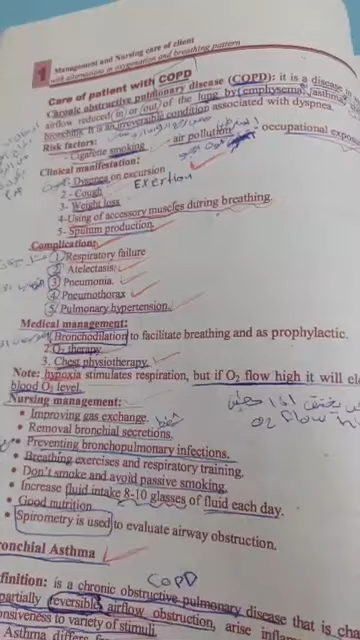 1
Management and Nursing care of client
with alternations in oxygenation and breathing pattern
Care of patient with COPD
Chronic obstructive pulmonary disease (COPD): it is a disease in
airflow reduced (in or/out) of the lung by (emphysema, asthma
Bronchitis. It is an irreversible condition associated with dyspnea.
Risk factors:
- Cigarette smoking - air pollution - occupational expos
Clinical manifestation:
Dyspnea on excursion
Exertion
2- Cough
3- Weight loss
4-Using of accessory muscles during breathing.
5- Sputum production.
Complication:
1 Respiratory failure
2 Atelectasis
3 Pneumonia.
4 Pneumothorax
5 Pulmonary hypertension.
Medical management:
Bronchodilation to facilitate breathing and as prophylactic.
2.O₂ therapy
3. Chest physiotherapy.
Note: hypoxia stimulates respiration, but if O₂ flow high it will el
blood O₂ level.
O2 flow
Nursing management:
• Improving gas exchange.
• Removal bronchial secretions.
• Preventing bronchopulmonary infections.
• Breathing exercises and respiratory training.
• Don't smoke and avoid passive smoking.
• Increase fluid intake 8-10 glasses of fluid each day.
• Good nutrition.
• Spirometry is used to evaluate airway obstruction.
ronchial Asthma
COPD
finition: is a chronic obstructive pulmonary disease that is
partially reversible airflow obstruction, arise
onsiveness to variety of stimuli
Asthma differs